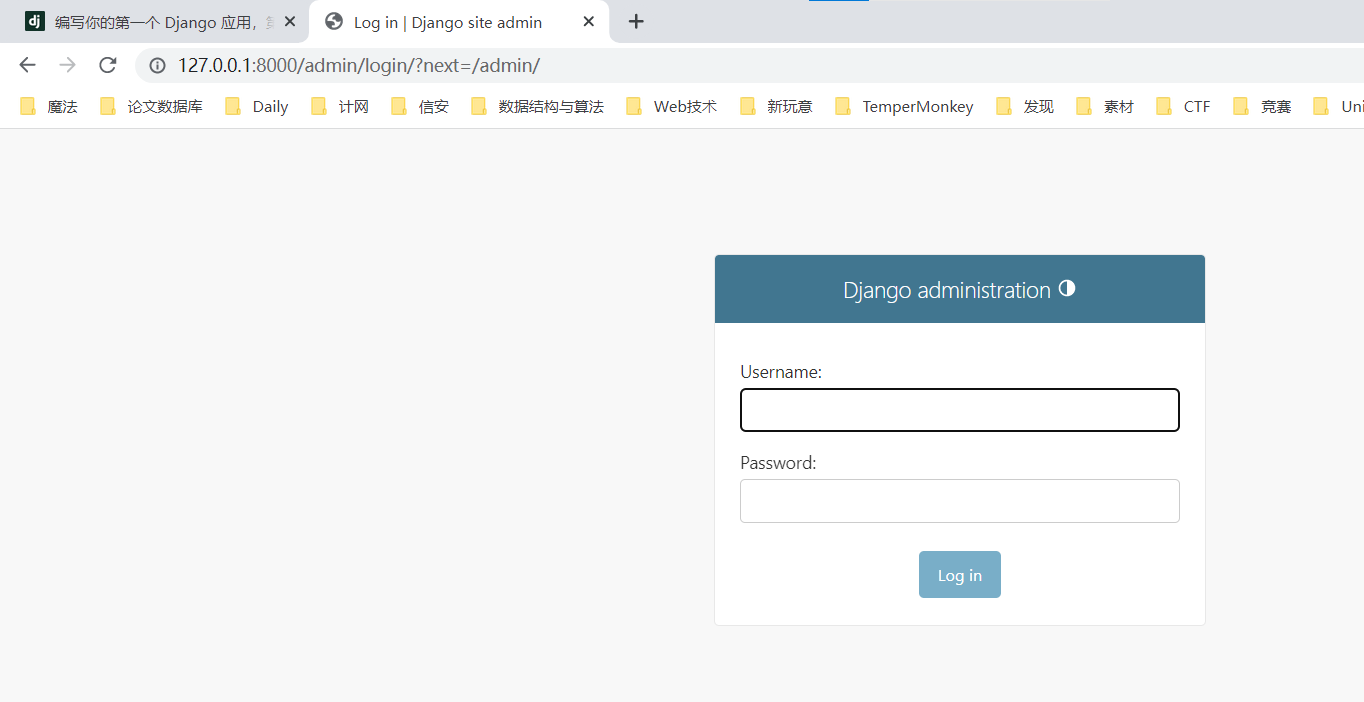 编写你的第一个 Django 应用，
Log in | Django site admin
127.0.0.1:8000/admin/login/?next=/admin/
魔法 论文数据库 Daily 计网 信安 数据结构与算法 Web技术 新玩意 TemperMonkey 发现 素材 CTF 竞赛 Uni
Django administration
Username:
Password:
Log in